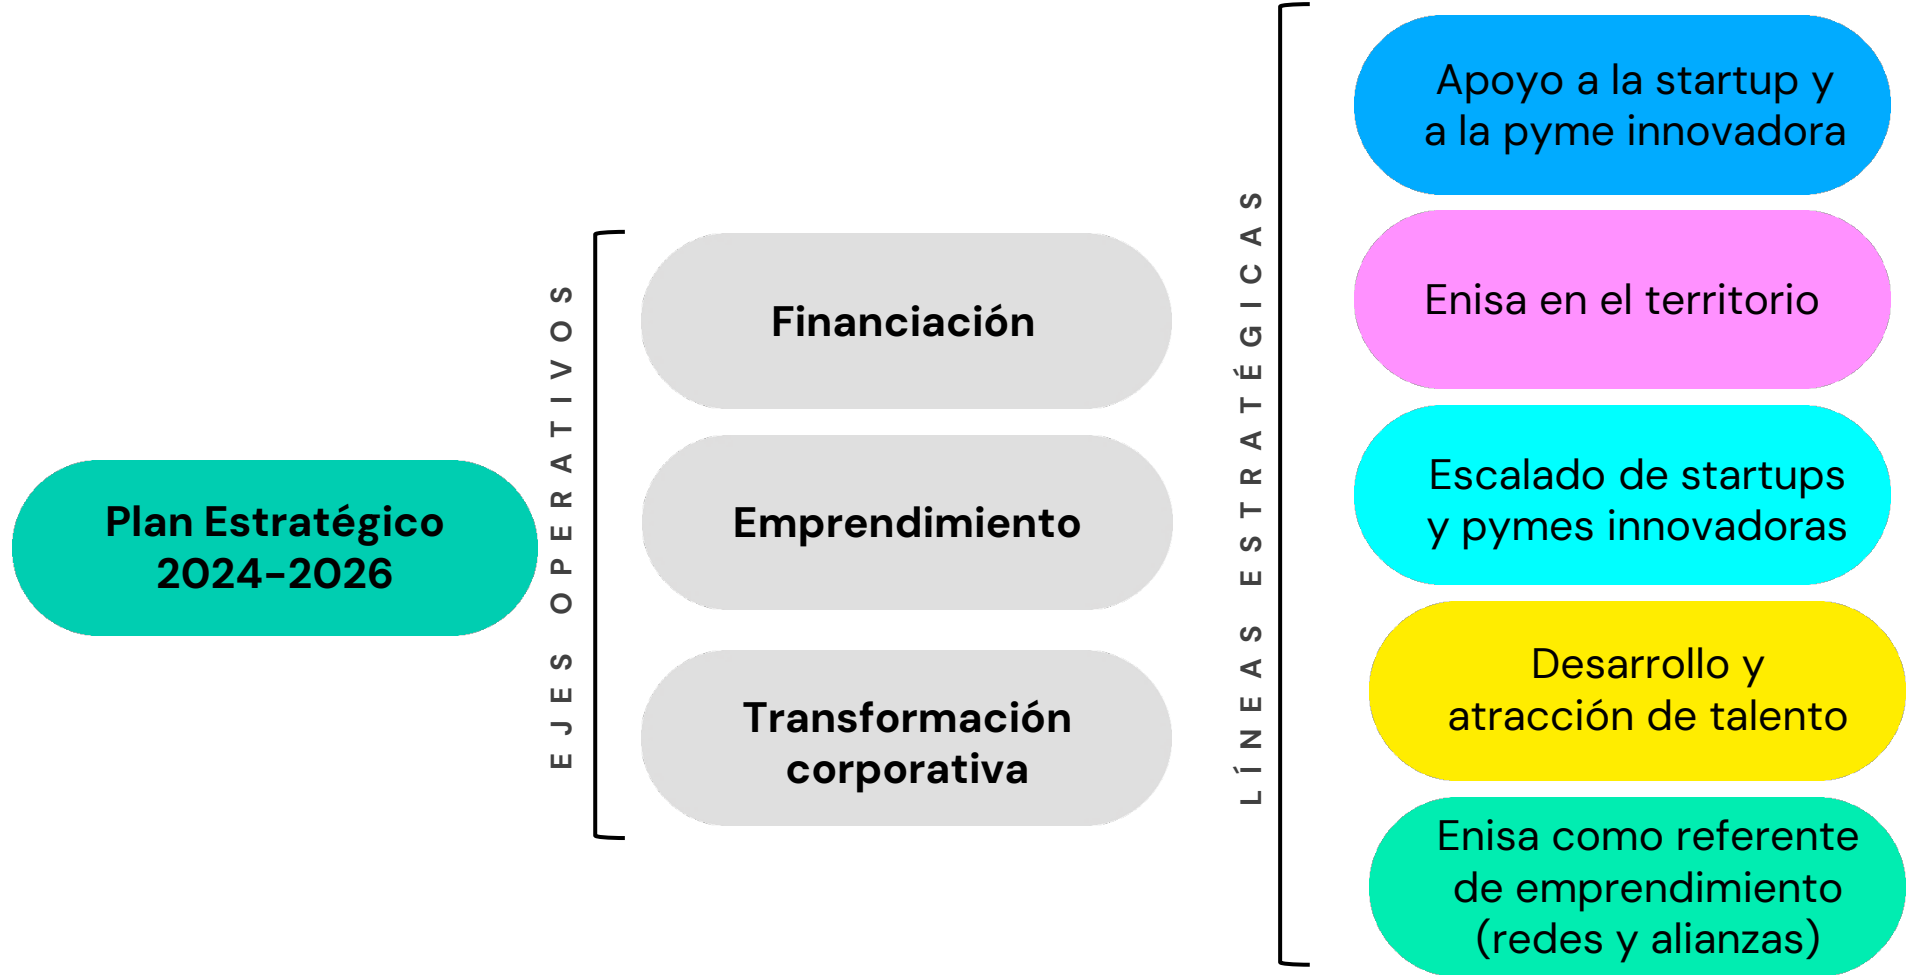 Plan Estratégico
2024-2026
EJES OPERATIVOS
Financiación
Emprendimiento
Transformación
corporativa
LÍNEAS ESTRATÉGICAS
Apoyo a la startup y
a la pyme innovadora
Enisa en el territorio
Escalado de startups
y pymes innovadoras
Desarrollo y
atracción de talento
Enisa como referente
de emprendimiento
(redes y alianzas)